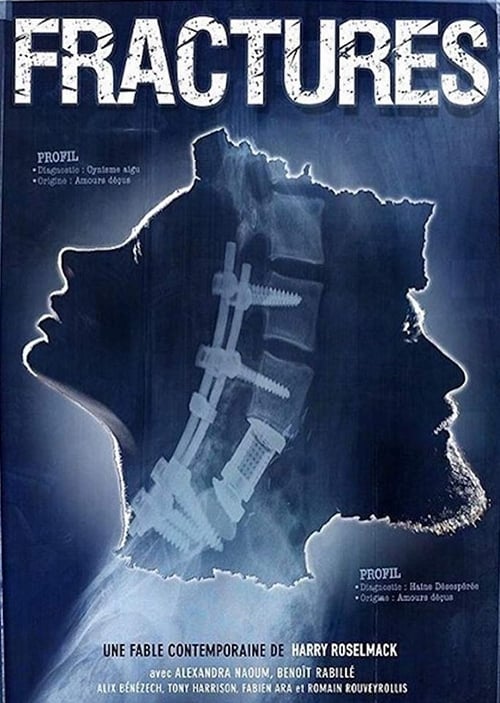 FRACTURES
PROFIL
• Diagnostic : Cynisme aigu
• Origine : Amours déçus
PROFIL
• Diagnostic : Haine Désespérée
• Origine : Amours déçus
UNE FABLE CONTEMPORAINE DE HARRY ROSELMACK
avec ALEXANDRA NAOUM, BENOÎT RABILLÉ
ALIX BÉNÉZECH, TONY HARRISON, FABIEN ARA et ROMAIN ROUVEYROLLIS